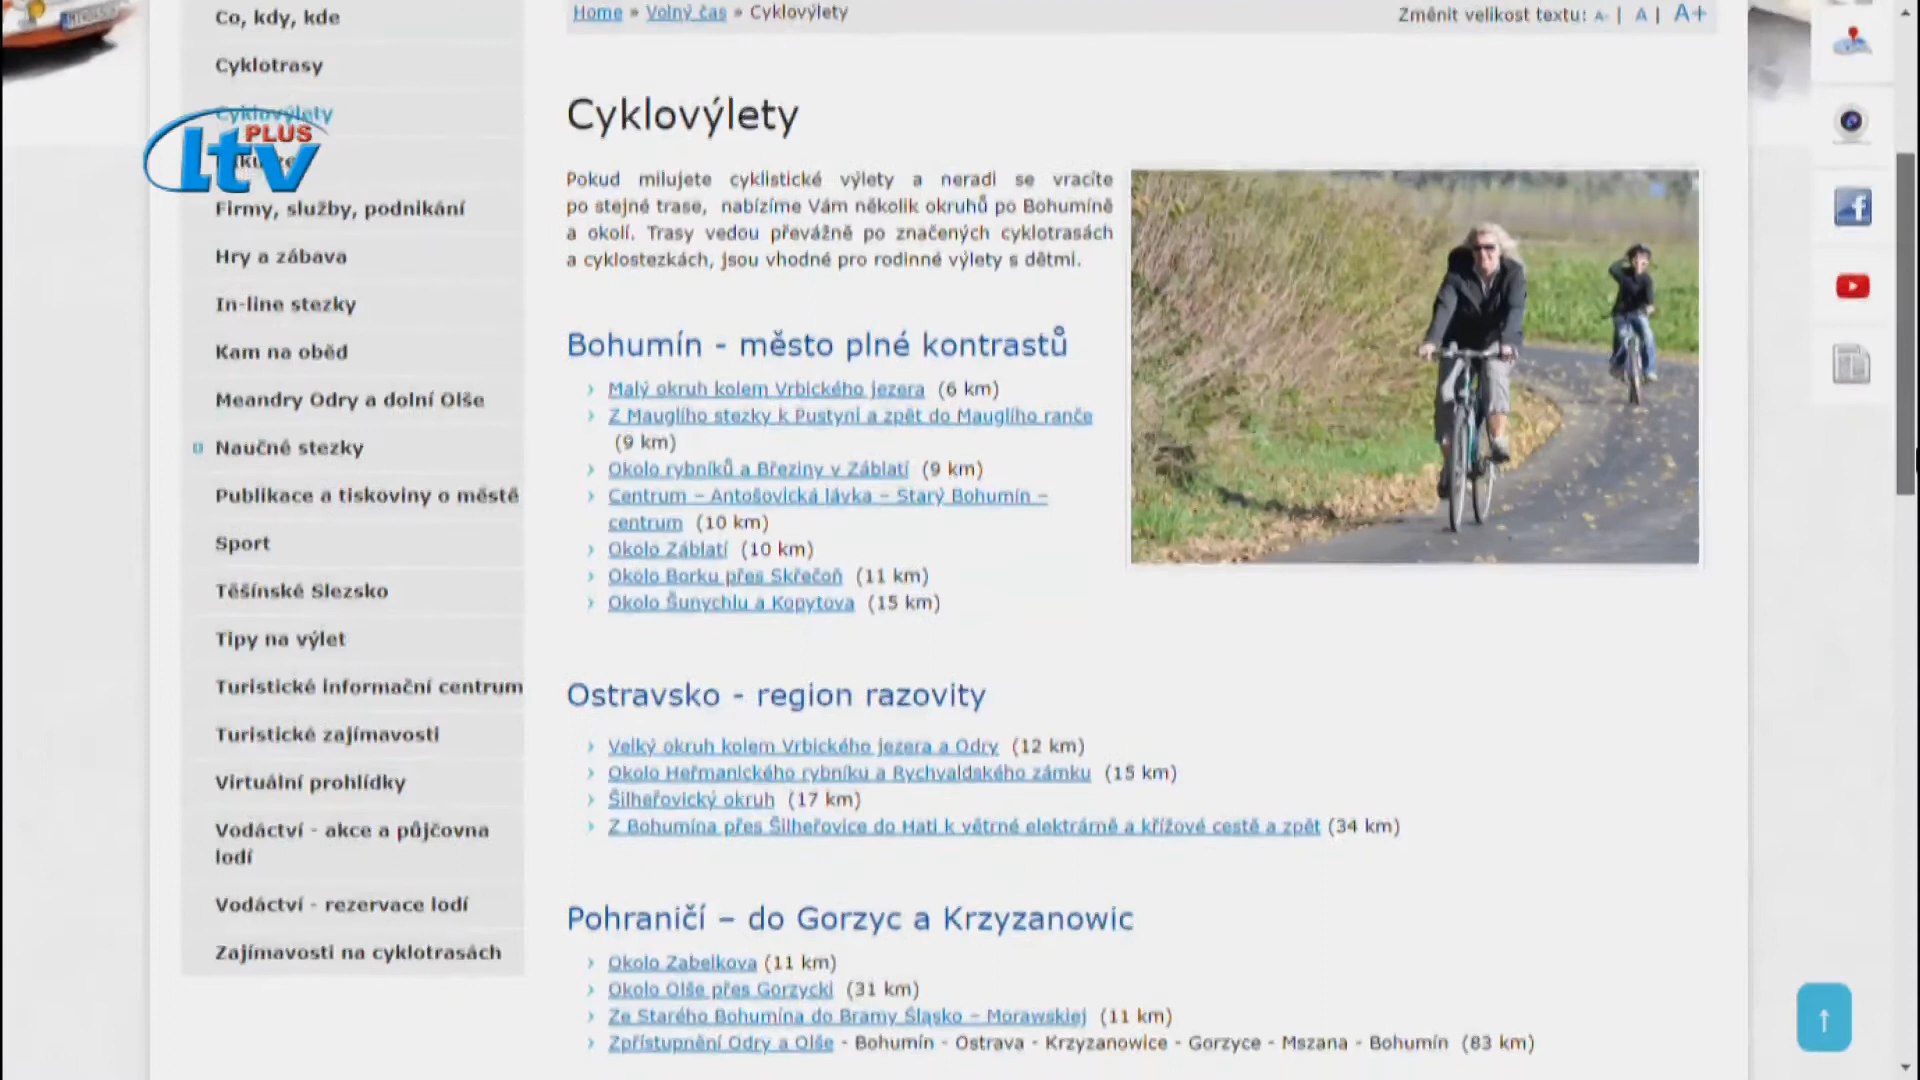 Co, kdy, kde
Cyklotrasy
Cyklovýlety
Firmy, služby, podnikání
Hry a zábava
In-line stezky
Kam na oběd
Meandry Odry a dolní Olše
Naučné stezky
Publikace a tiskoviny o městě
Sport
Těšínské Slezsko
Tipy na výlet
Turistické informační centrum
Turistické zajímavosti
Virtuální prohlídky
Vodáctví - akce a půjčovna
lodí
Vodáctví - rezervace lodí
Zajímavosti na cyklotrasách
ltv PLUS
Home » Volný čas » Cyklovýlety
Změnit velikost textu: A- | A | A+
Cyklovýlety
Pokud milujete cyklistické výlety a neradi se vracíte
po stejné trase, nabízíme Vám několik okruhů po Bohumíně
a okolí. Trasy vedou převážně po značených cyklotrasách
a cyklostezkách, jsou vhodné pro rodinné výlety s dětmi.
Bohumín - město plné kontrastů
Malý okruh kolem Vrbického jezera (6 km)
Z Mauglího stezky k Pustyni a zpět do Mauglího ranče
(9 km)
Okolo rybníků a Březiny v Záblatí (9 km)
Centrum – Antošovická lávka – Starý Bohumín –
centrum (10 km)
Okolo Záblatí (10 km)
Okolo Borku přes Skřečoň (11 km)
Okolo Šunychlu a Kopytova (15 km)
Ostravsko - region razovity
Velký okruh kolem Vrbického jezera a Odry (12 km)
Okolo Heřmanického rybníku a Rychvaldského zámku (15 km)
Šilheřovický okruh (17 km)
Z Bohumína přes Šilheřovice do Hati k větrné elektrárně a křížové cestě a zpět (34 km)
Pohraničí – do Gorzyc a Krzyzanowic
Okolo Zabelkova (11 km)
Okolo Olše přes Gorzycki (31 km)
Ze Starého Bohumína do Bramy Śląsko – Morawskiej (11 km)
Zpřístupnění Odry a Olše - Bohumín - Ostrava - Krzyzanowice - Gorzyce - Mszana - Bohumín (83 km)